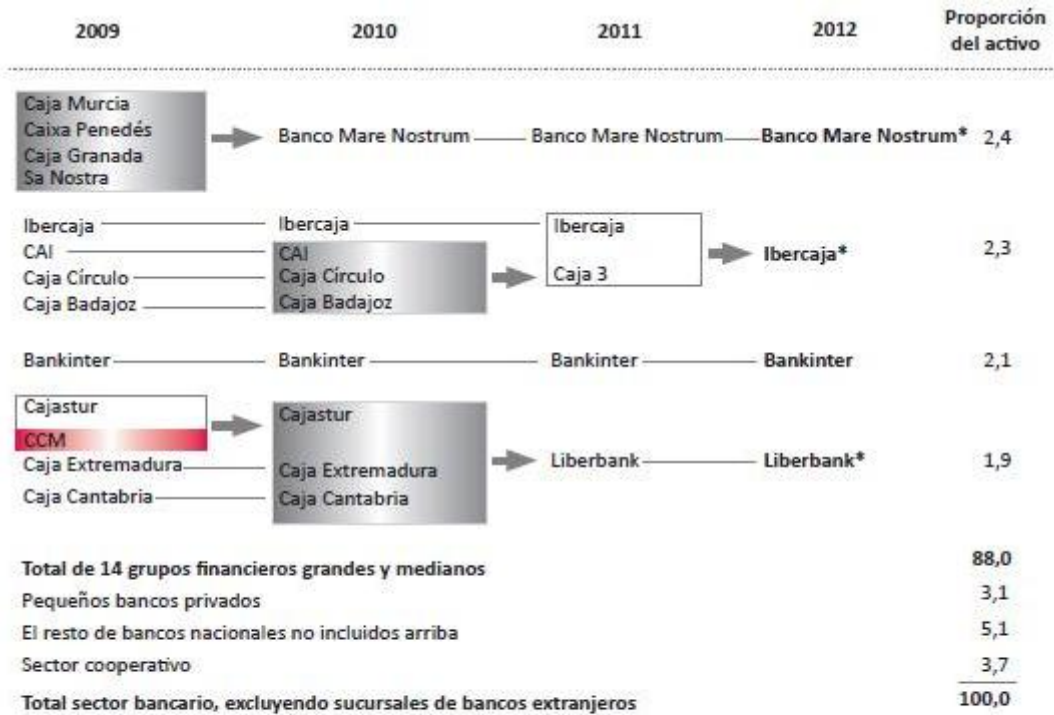 2009 2010 2011 2012 Proporción
del activo
Caja Murcia
Caixa Penedés
Caja Granada
Sa Nostra
Banco Mare Nostrum Banco Mare Nostrum Banco Mare Nostrum* 2,4
Ibercaja Ibercaja Ibercaja
CAI CAI Ibercaja* 2,3
Caja Círculo Caja Círculo Caja 3
Caja Badajoz Caja Badajoz
Bankinter Bankinter Bankinter Bankinter 2,1
Cajastur Cajastur
CCM
Caja Extremadura Caja Extremadura Liberbank Liberbank* 1,9
Caja Cantabria Caja Cantabria
Total de 14 grupos financieros grandes y medianos 88,0
Pequeños bancos privados 3,1
El resto de bancos nacionales no incluidos arriba 5,1
Sector cooperativo 3,7
Total sector bancario, excluyendo sucursales de bancos extranjeros 100,0